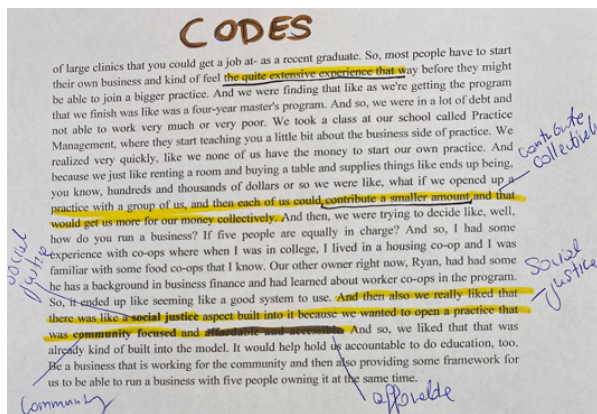 CODES
of large clinics that you could get a job at- as a recent graduate. So, most people have to start
their own business and kind of feel the quite extensive experience that way before they might
be able to join a bigger practice. And we were finding that like as we're getting the program
that we finish was like was a four-year master's program. And so, we were in a lot of debt and
not able to work very much or very poor. We took a class at our school called Practice
Management, where they start teaching you a little bit about the business side of practice. We
realized very quickly, like we none of us have the money to start our own practice. And
because we just like renting a room and buying a table and supplies things like ends up being,
you know, hundreds and thousands of dollars or so we were like, what if we opened up a
practice with a group of us, and then each of us could contribute a smaller amount and that
would get us more for our money collectively. And then, we were trying to decide like, well,
how do you run a business? If five people are equally in charge? And so, I had some
experience with co-ops where when I was in college, I lived in a housing co-op and I was
familiar with some food co-ops that I know. Our other owner right now, Ryan, had had some
he has a background in business finance and had learned about worker co-ops in the program.
So, it ended up like seeming like a good system to use. And then also we really liked that
there was like a social justice aspect built into it because we wanted to open a practice that
was community focused and affordable and accessible And so, we liked that that was
already kind of built into the model. It would help hold us accountable to do education, too.
Be a business that is working for the community and then also providing some framework for
us to be able to run a business with five people owning it at the same time.
contribute
collectively
social
justice
social
justice
community
afforable